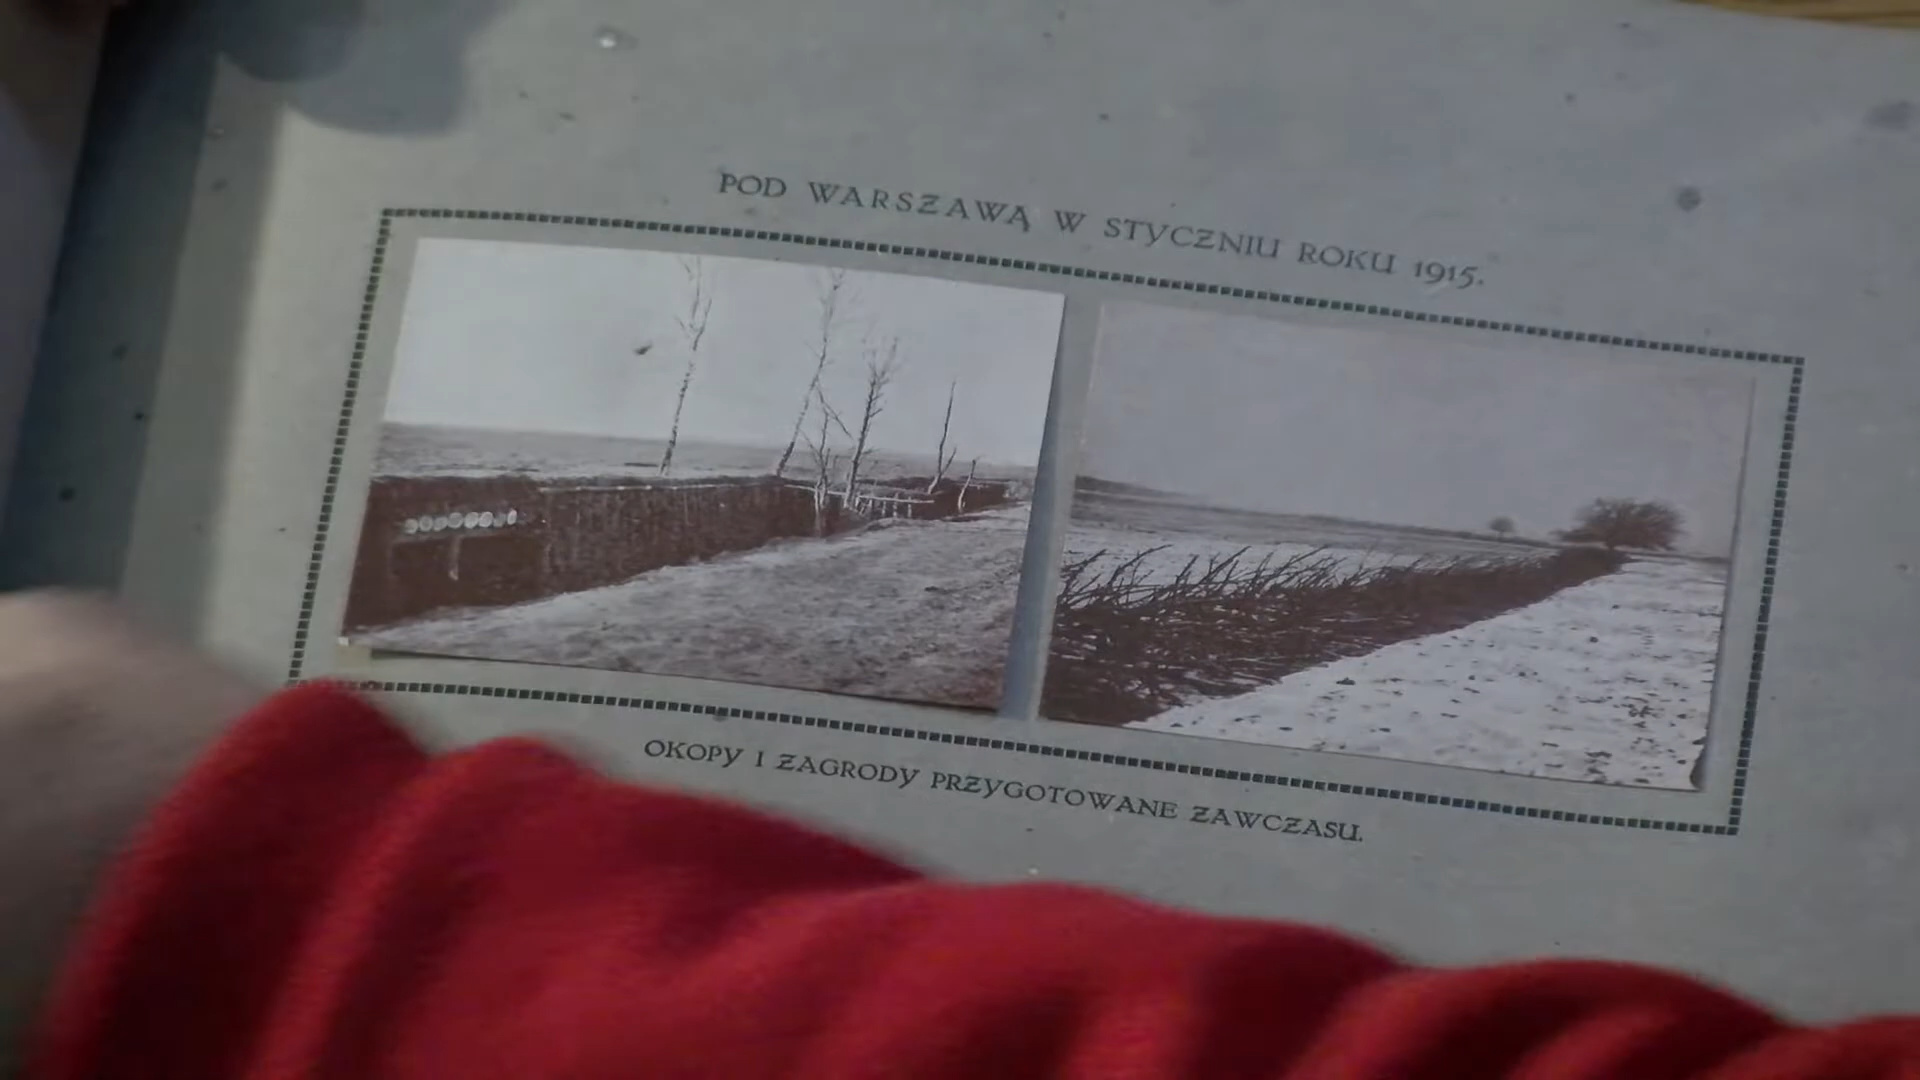 POD WARSZAWĄ W STYCZNIU ROKU 1915.
OKOPY I ZAGRODY PRZYGOTOWANE ZAWCZASU.